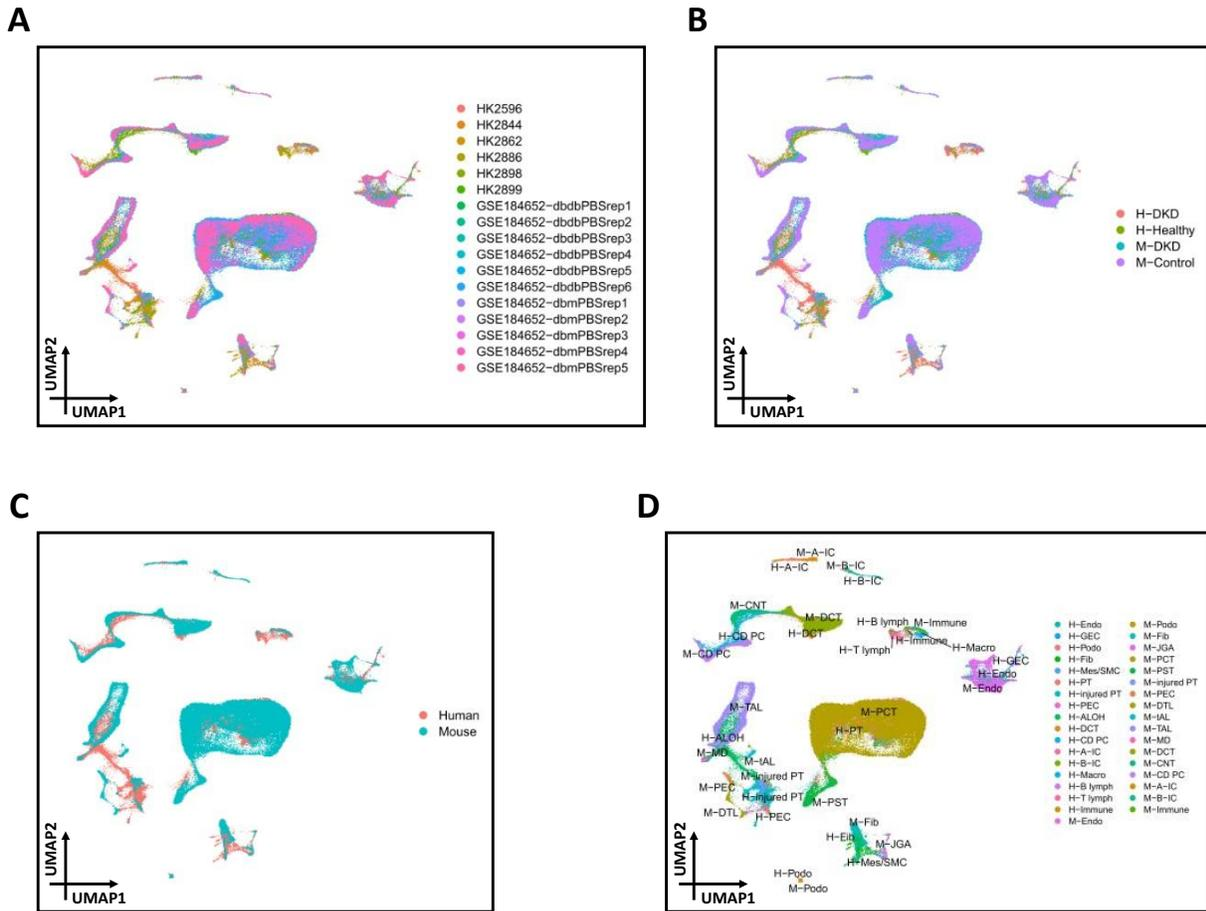 A
HK2596
HK2844
HK2862
HK2886
HK2898
HK2899
GSE184652−dbdbPBSrep1
GSE184652−dbdbPBSrep2
GSE184652−dbdbPBSrep3
GSE184652−dbdbPBSrep4
GSE184652−dbdbPBSrep5
GSE184652−dbdbPBSrep6
GSE184652−dbmPBSrep1
GSE184652−dbmPBSrep2
GSE184652−dbmPBSrep3
GSE184652−dbmPBSrep4
GSE184652−dbmPBSrep5
UMAP2
UMAP1
B
H−DKD
H−Healthy
M−DKD
M−Control
UMAP2
UMAP1
C
Human
Mouse
UMAP2
UMAP1
D
M−A−IC
H−A−IC
M−B−IC
H−B−IC
M−CNT
M−DCT
H−DCT
H−CD PC
M−CD PC
H−B lymph
M−Immune
H−Immune
H−T lymph
H−Macro
H−GEC
H−Endo
M−Endo
M−TAL
M−PCT
H−PT
H−ALOH
M−MD
M−tAL
M−Injured PT
M−PEC
H−Injured PT
M−PST
M−DTL
H−PEC
M−Fib
H−Fib
M−JGA
H−Mes/SMC
H−Podo
M−Podo
UMAP2
UMAP1
H−Endo
H−GEC
H−Podo
H−Fib
H−Mes/SMC
H−PT
H−injured PT
H−PEC
H−ALOH
H−DCT
H−CD PC
H−A−IC
H−B−IC
H−Macro
H−B lymph
H−T lymph
H−Immune
M−Endo
M−Podo
M−Fib
M−JGA
M−PCT
M−PST
M−injured PT
M−PEC
M−DTL
M−tAL
M−TAL
M−MD
M−DCT
M−CNT
M−CD PC
M−A−IC
M−B−IC
M−Immune